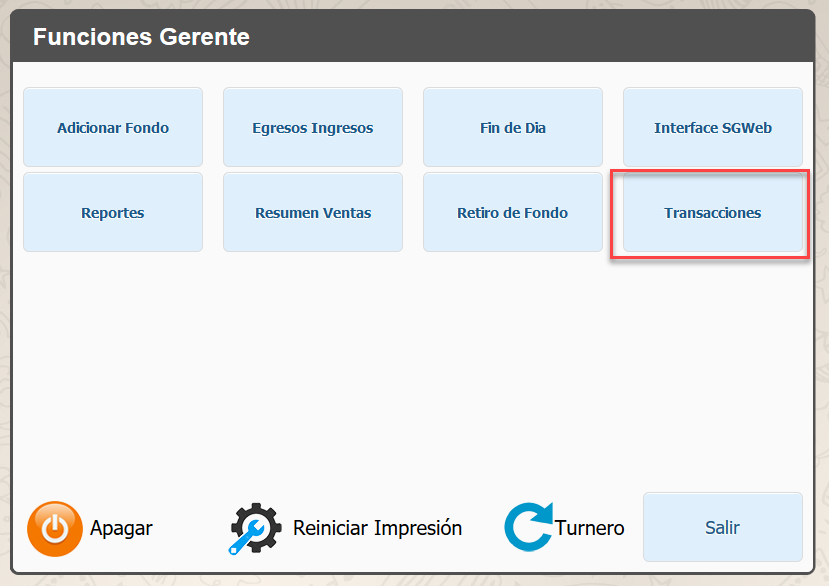 Funciones Gerente
Adicionar Fondo
Egresos Ingresos
Fin de Dia
Interface SGWeb
Reportes
Resumen Ventas
Retiro de Fondo
Transacciones
Apagar
Reiniciar Impresión
Turnero
Salir